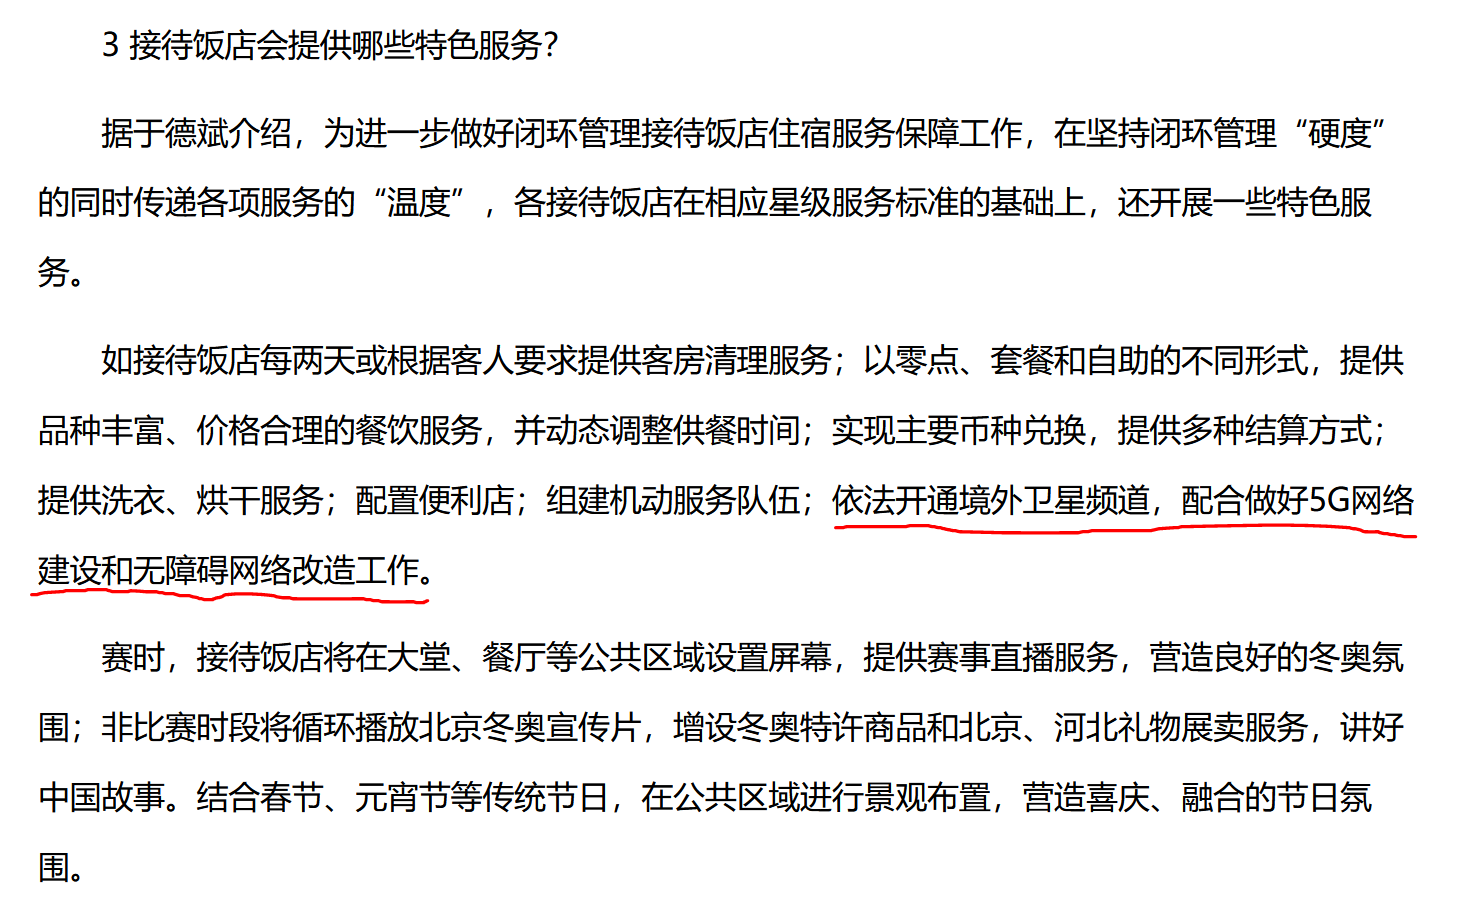 3 接待饭店会提供哪些特色服务？
据于德斌介绍，为进一步做好闭环管理接待饭店住宿服务保障工作，在坚持闭环管理“硬度”
的同时传递各项服务的“温度”，各接待饭店在相应星级服务标准的基础上，还开展一些特色服
务。
如接待饭店每两天或根据客人要求提供客房清理服务；以零点、套餐和自助的不同形式，提供
品种丰富、价格合理的餐饮服务，并动态调整供餐时间；实现主要币种兑换，提供多种结算方式；
提供洗衣、烘干服务；配置便利店；组建机动服务队伍；依法开通境外卫星频道，配合做好5G网络
建设和无障碍网络改造工作。
赛时，接待饭店将在大堂、餐厅等公共区域设置屏幕，提供赛事直播服务，营造良好的冬奥氛
围；非比赛时段将循环播放北京冬奥宣传片，增设冬奥特许商品和北京、河北礼物展卖服务，讲好
中国故事。结合春节、元宵节等传统节日，在公共区域进行景观布置，营造喜庆、融合的节日氛
围。